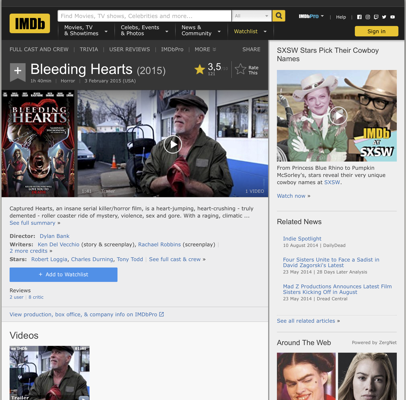 IMDb
Find Movies, TV shows, Celebrities and more...
All
IMDbPro
Help
Movies, TV
& Showtimes
Celebs, Events
& Photos
News &
Community
Watchlist
Sign in
FULL CAST AND CREW | TRIVIA | USER REVIEWS | IMDbPro | MORE
SHARE
Bleeding Hearts (2015)
1h 40min | Horror | 3 February 2015 (USA)
3,5
Rate
This
BLEEDING
HEARTS
1 VIDEO
Captured Hearts, an insane serial killer/horror film, is a heart-jumping, heart-crushing - truly
demented - roller coaster ride of mystery, violence, sex and gore. With a raging, climatic ...
See full summary »
Director: Dylan Bank
Writers: Ken Del Vecchio (story & screenplay), Rachael Robbins (screenplay) |
2 more credits »
Stars: Robert Loggia, Charles Durning, Tony Todd | See full cast & crew »
+ Add to Watchlist
Reviews
2 user | 8 critic
View production, box office, & company info on IMDbPro
Videos
Trailer
SXSW Stars Pick Their Cowboy
Names
IMDb
AT
SXSW
From Princess Blue Rhino to Pumpkin
McSorley's, stars reveal their very
unique cowboy names at SXSW.
Watch now »
Related News
Indie Spotlight
10 August 2014 | DailyDead
Four Sisters Unite to Face a Sadist in
David Zagorski's Latest
23 May 2014 | 28 Days Later Analysis
Mad Z Productions Announces Latest Film
Sisters Kicking Off in August
23 May 2014 | Dread Central
See all related articles »
Around The Web
Powered by ZergNet